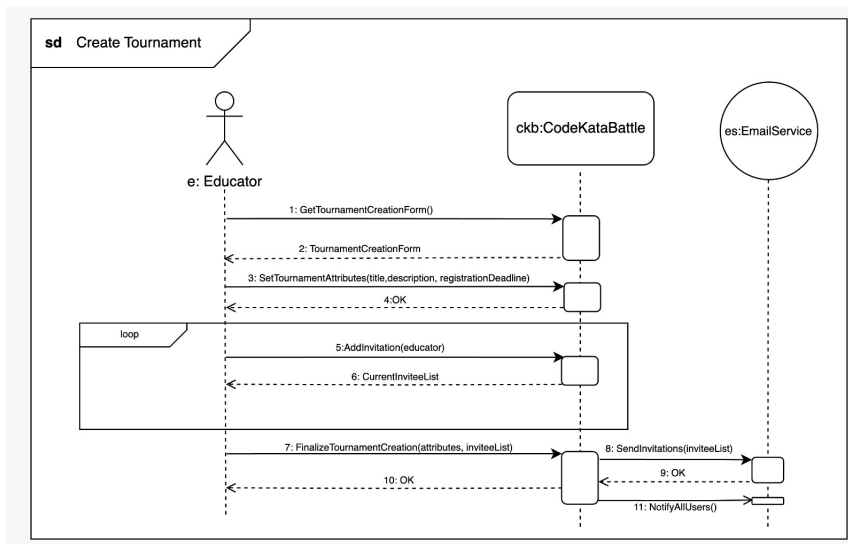 sd Create Tournament
ckb:CodeKataBattle
es:EmailService
e: Educator
1: GetTournamentCreationForm()
2: TournamentCreationForm
3: SetTournamentAttributes(title,description, registrationDeadline)
4:OK
loop
5:AddInvitation(educator)
6: CurrentInviteeList
7: FinalizeTournamentCreation(attributes, inviteeList)
8: SendInvitations(inviteeList)
9: OK
10: OK
11: NotifyAllUsers()